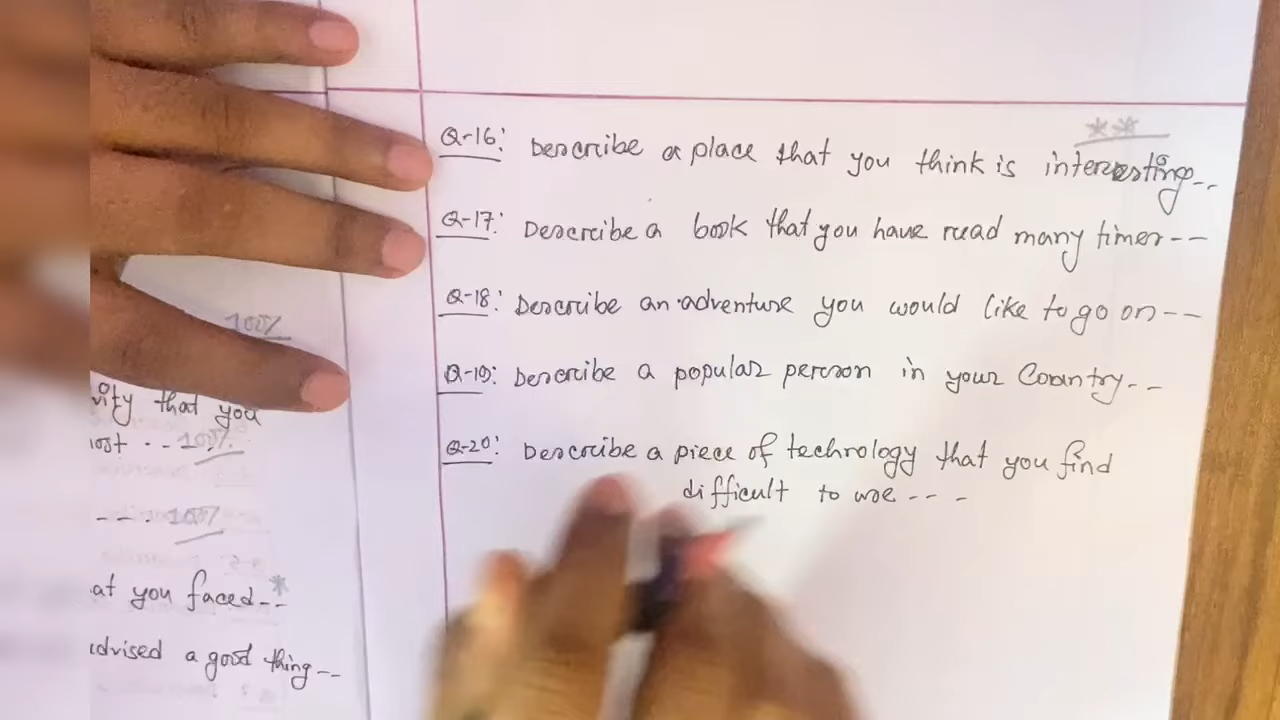 **
Q-16: Describe a place that you think is interesting--
Q-17: Describe a book that you have read many times--
Q-18: Describe an adventure you would like to go on--
Q-19: Describe a popular person in your Country--
Q-20: Describe a piece of technology that you find
difficult to use-- -
100%
vity that you
ost -- 100%
--- 100%
at you faced-- *
advised a good thing--